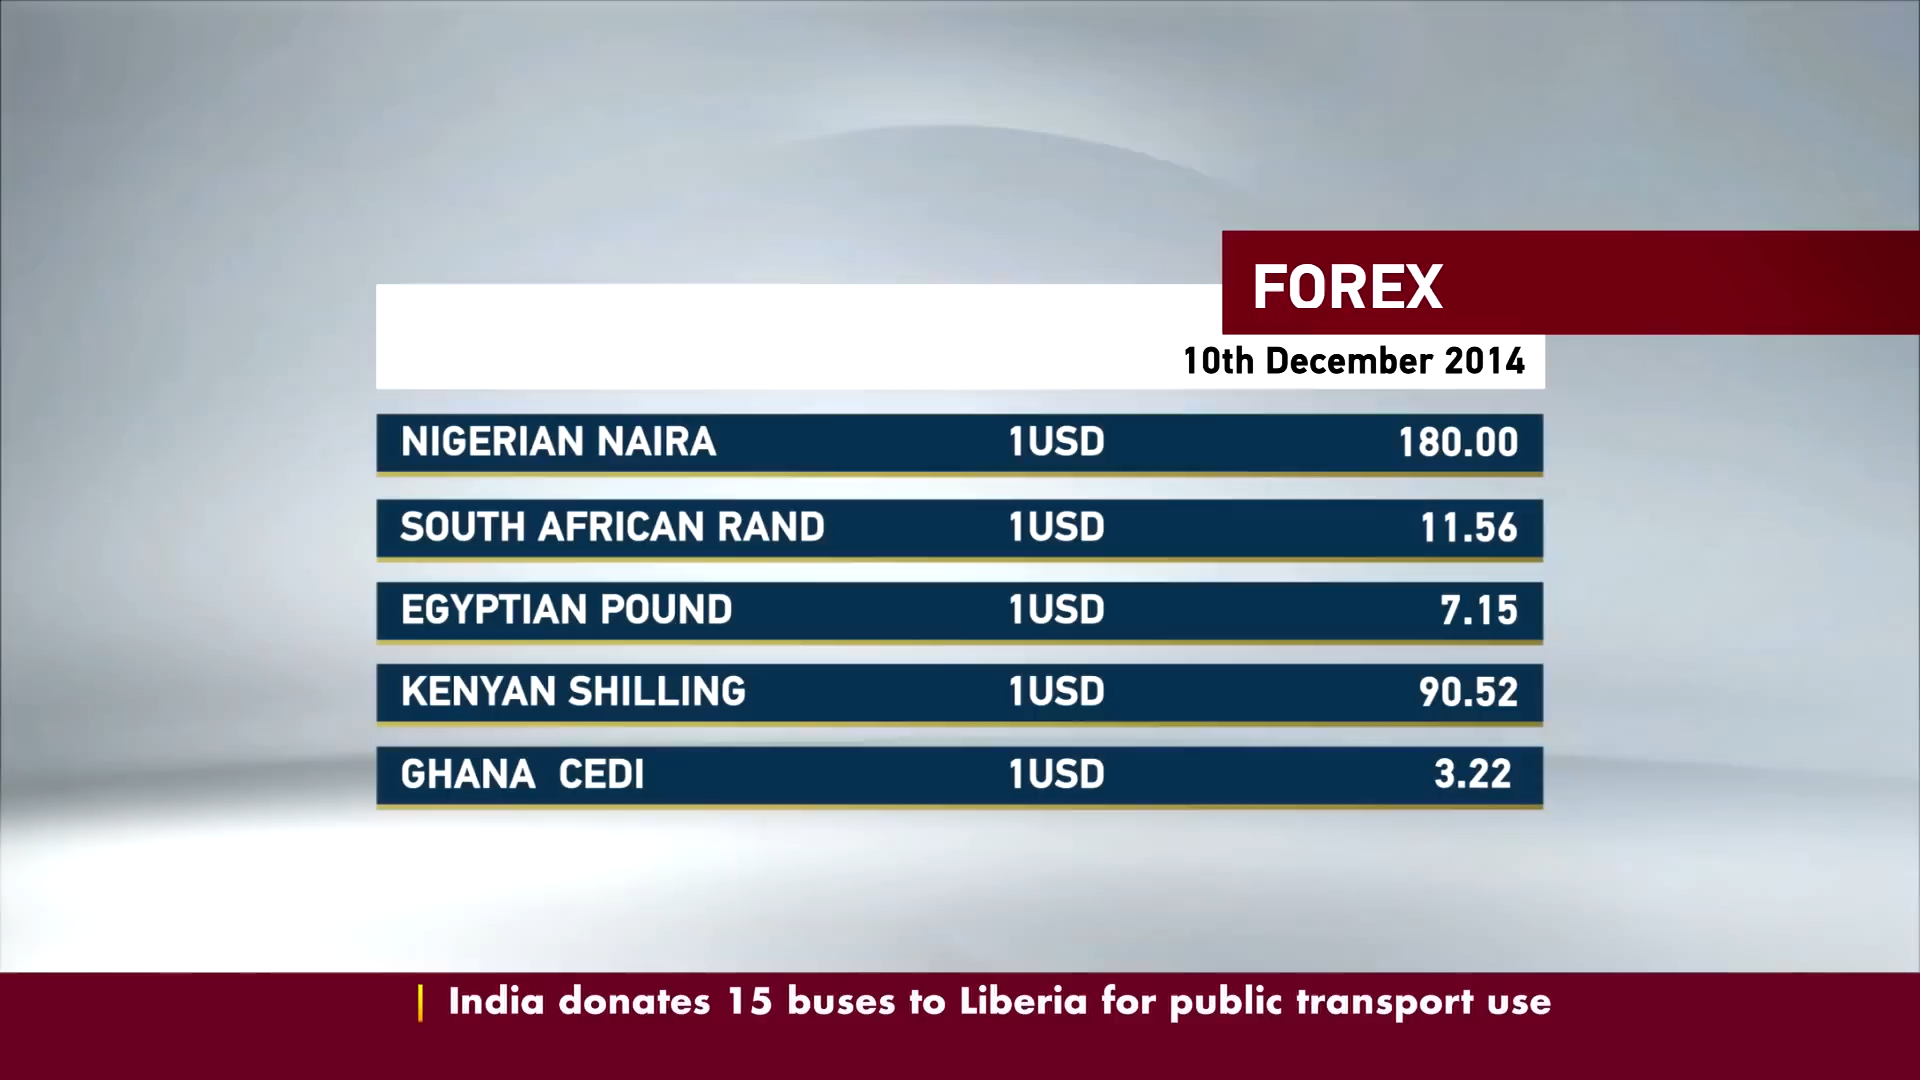 FOREX
10th December 2014
NIGERIAN NAIRA 1USD 180.00
SOUTH AFRICAN RAND 1USD 11.56
EGYPTIAN POUND 1USD 7.15
KENYAN SHILLING 1USD 90.52
GHANA CEDI 1USD 3.22
| India donates 15 buses to Liberia for public transport use